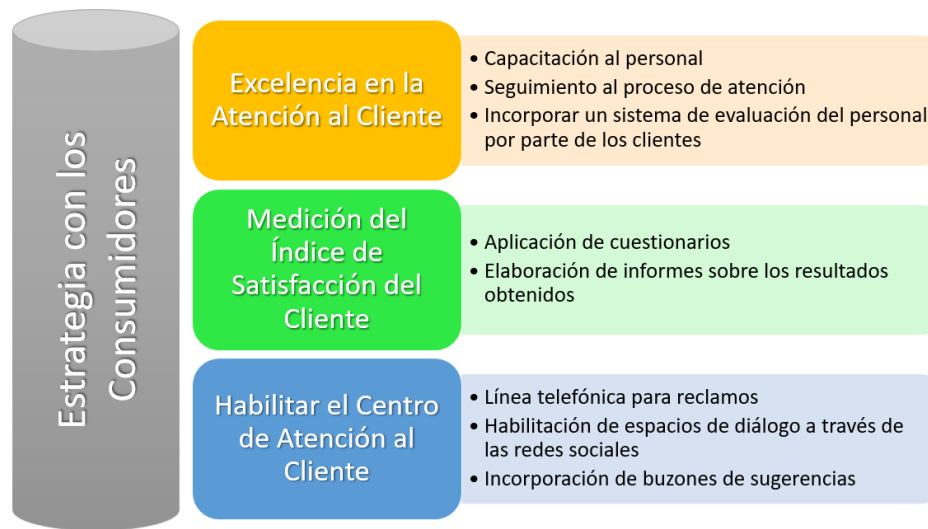 Estrategia con los
Consumidores
Excelencia en la
Atención al Cliente
• Capacitación al personal
• Seguimiento al proceso de atención
• Incorporar un sistema de evaluación del personal
por parte de los clientes
Medición del
Índice de
Satisfacción del
Cliente
• Aplicación de cuestionarios
• Elaboración de informes sobre los resultados
obtenidos
Habilitar el Centro
de Atención al
Cliente
• Línea telefónica para reclamos
• Habilitación de espacios de diálogo a través de
las redes sociales
• Incorporación de buzones de sugerencias